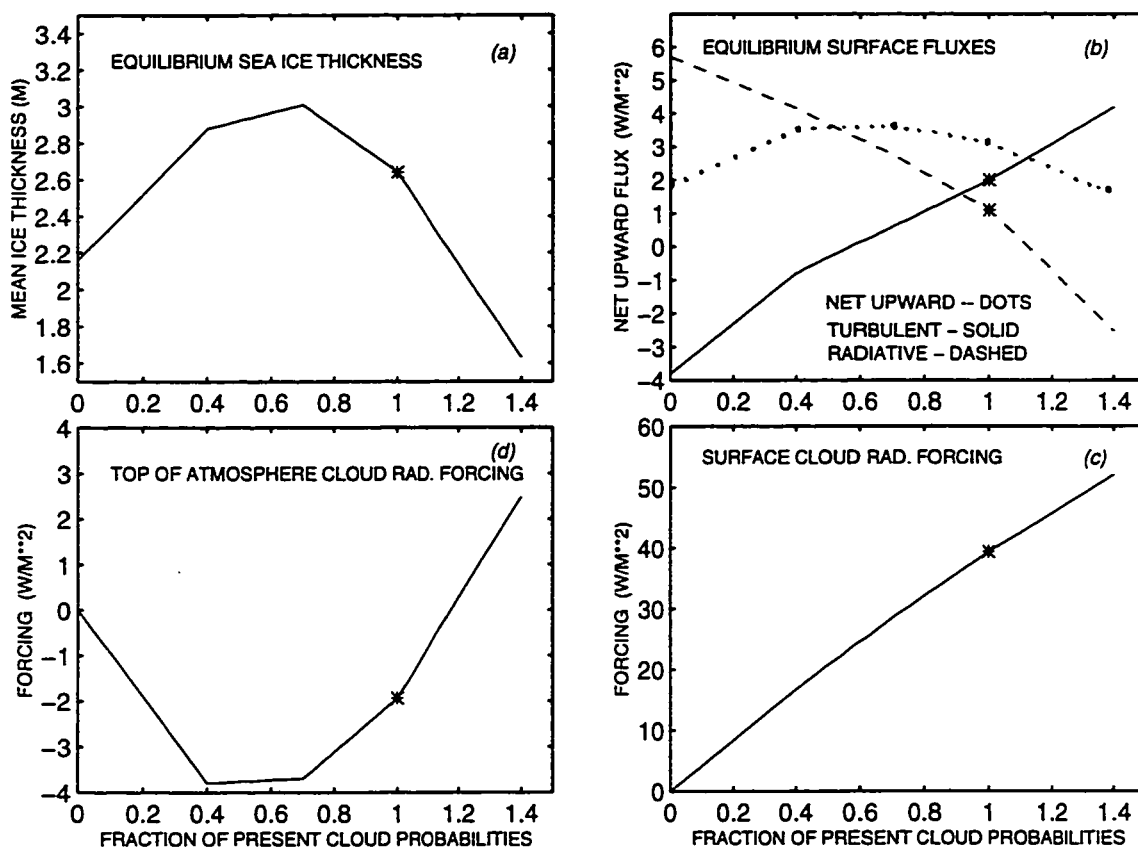 EQUILIBRIUM SEA ICE THICKNESS (a)
MEAN ICE THICKNESS (M)
3.4
3.2
3
2.8
2.6
2.4
2.2
2
1.8
1.6
0 0.2 0.4 0.6 0.8 1 1.2 1.4
EQUILIBRIUM SURFACE FLUXES (b)
NET UPWARD FLUX (W/M**2)
6
5
4
3
2
1
0
−1
−2
−3
−4
NET UPWARD – DOTS
TURBULENT – SOLID
RADIATIVE – DASHED
0 0.2 0.4 0.6 0.8 1 1.2 1.4
(d)
TOP OF ATMOSPHERE CLOUD RAD. FORCING
FORCING (W/M**2)
4
3
2
1
0
−1
−2
−3
−4
0 0.2 0.4 0.6 0.8 1 1.2 1.4
FRACTION OF PRESENT CLOUD PROBABILITIES
SURFACE CLOUD RAD. FORCING (c)
FORCING (W/M**2)
60
50
40
30
20
10
0
0 0.2 0.4 0.6 0.8 1 1.2 1.4
FRACTION OF PRESENT CLOUD PROBABILITIES